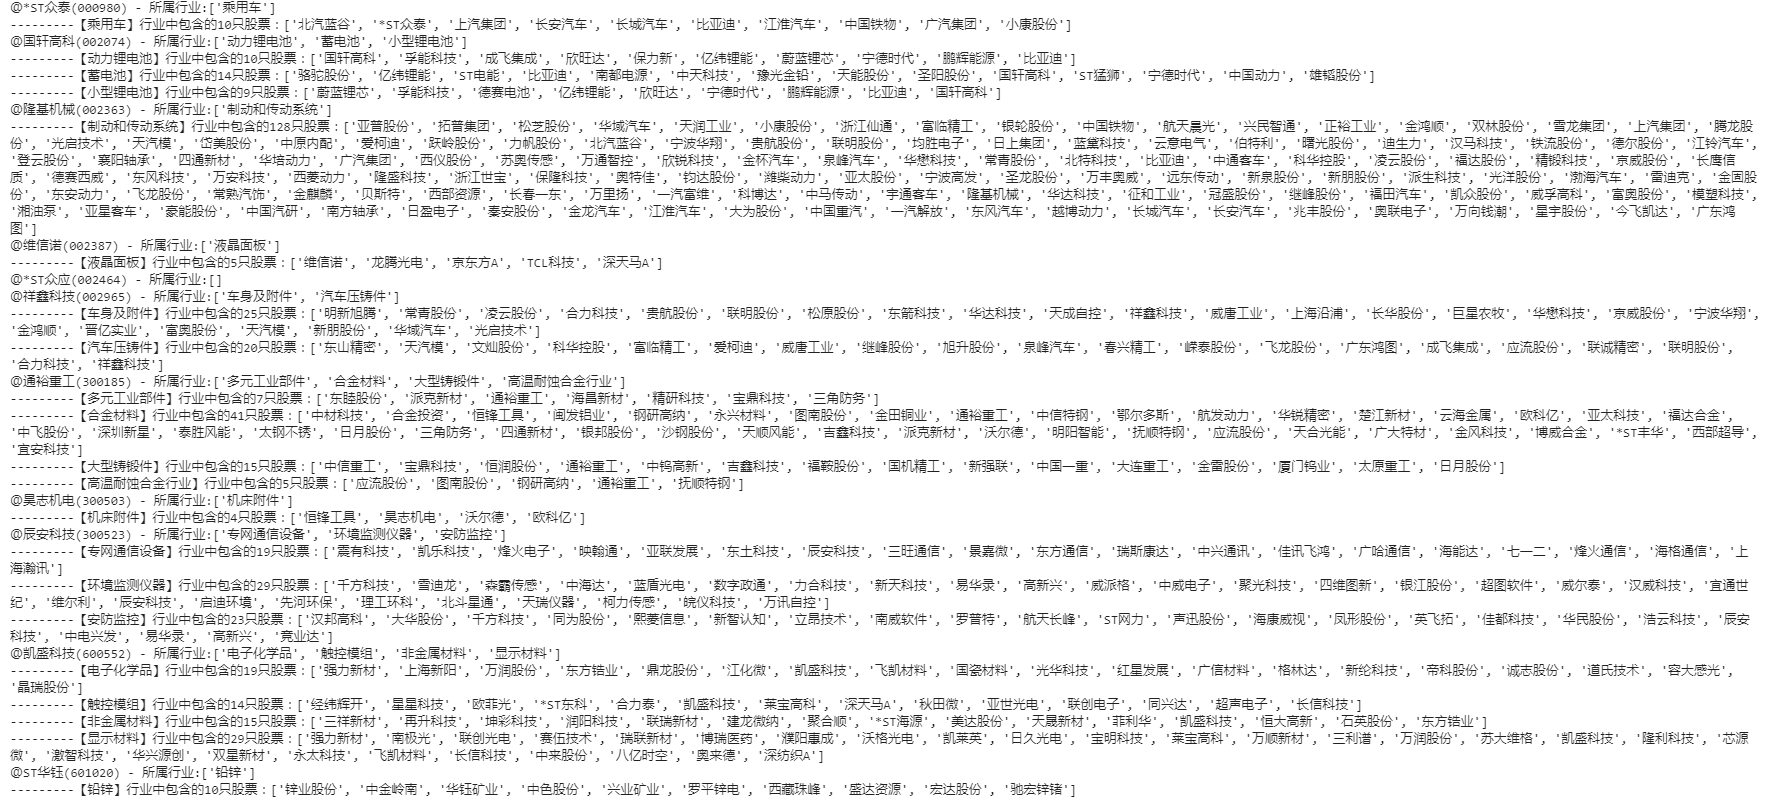 @*ST众泰(000980) - 所属行业:['乘用车']
---------【乘用车】行业中包含的10只股票：['北汽蓝谷', '*ST众泰', '上汽集团', '长安汽车', '长城汽车', '比亚迪', '江淮汽车', '中国铁物', '广汽集团', '小康股份']
@国轩高科(002074) - 所属行业:['动力锂电池', '蓄电池', '小型锂电池']
---------【动力锂电池】行业中包含的10只股票：['国轩高科', '孚能科技', '成飞集成', '欣旺达', '保力新', '亿纬锂能', '蔚蓝锂芯', '宁德时代', '鹏辉能源', '比亚迪']
---------【蓄电池】行业中包含的14只股票：['骆驼股份', '亿纬锂能', 'ST电能', '比亚迪', '南都电源', '中天科技', '豫光金铅', '天能股份', '圣阳股份', '国轩高科', 'ST猛狮', '宁德时代', '中国动力', '雄韬股份']
---------【小型锂电池】行业中包含的9只股票：['蔚蓝锂芯', '孚能科技', '德赛电池', '亿纬锂能', '欣旺达', '宁德时代', '鹏辉能源', '比亚迪', '国轩高科']
@隆基机械(002363) - 所属行业:['制动和传动系统']
---------【制动和传动系统】行业中包含的128只股票：['亚普股份', '拓普集团', '松芝股份', '华域汽车', '天润工业', '小康股份', '浙江仙通', '富临精工', '银轮股份', '中国铁物', '航天晨光', '兴民智通', '正裕工业', '金鸿顺', '双林股份', '雪龙集团', '上汽集团', '腾龙股
份', '光启技术', '天汽模', '岱美股份', '中原内配', '爱柯迪', '跃岭股份', '力帆股份', '北汽蓝谷', '宁波华翔', '贵航股份', '联明股份', '均胜电子', '日上集团', '蓝黛科技', '云意电气', '伯特利', '曙光股份', '迪生力', '汉马科技', '铁流股份', '德尔股份', '江铃汽车',
'登云股份', '襄阳轴承', '四通新材', '华培动力', '广汽集团', '西仪股份', '苏奥传感', '万通智控', '欣锐科技', '金杯汽车', '泉峰汽车', '华懋科技', '常青股份', '北特科技', '比亚迪', '中通客车', '科华控股', '凌云股份', '福达股份', '精锻科技', '京威股份', '长鹰信
质', '德赛西威', '东风科技', '万安科技', '西菱动力', '隆盛科技', '浙江世宝', '保隆科技', '奥特佳', '钧达股份', '潍柴动力', '亚太股份', '宁波高发', '圣龙股份', '万丰奥威', '远东传动', '新泉股份', '新朋股份', '派生科技', '光洋股份', '渤海汽车', '雷迪克', '金固股
份', '东安动力', '飞龙股份', '常熟汽饰', '金麒麟', '贝斯特', '西部资源', '长春一东', '万里扬', '一汽富维', '科博达', '中马传动', '宇通客车', '隆基机械', '华达科技', '征和工业', '冠盛股份', '继峰股份', '福田汽车', '凯众股份', '威孚高科', '富奥股份', '模塑科技',
'湘油泵', '亚星客车', '豪能股份', '中国汽研', '南方轴承', '日盈电子', '秦安股份', '金龙汽车', '江淮汽车', '大为股份', '中国重汽', '一汽解放', '东风汽车', '越博动力', '长城汽车', '长安汽车', '兆丰股份', '奥联电子', '万向钱潮', '星宇股份', '今飞凯达', '广东鸿
图']
@维信诺(002387) - 所属行业:['液晶面板']
---------【液晶面板】行业中包含的5只股票：['维信诺', '龙腾光电', '京东方A', 'TCL科技', '深天马A']
@*ST众应(002464) - 所属行业:[]
@祥鑫科技(002965) - 所属行业:['车身及附件', '汽车压铸件']
---------【车身及附件】行业中包含的25只股票：['明新旭腾', '常青股份', '凌云股份', '合力科技', '贵航股份', '联明股份', '松原股份', '东箭科技', '华达科技', '天成自控', '祥鑫科技', '威唐工业', '上海沿浦', '长华股份', '巨星农牧', '华懋科技', '京威股份', '宁波华翔',
'金鸿顺', '晋亿实业', '富奥股份', '天汽模', '新朋股份', '华域汽车', '光启技术']
---------【汽车压铸件】行业中包含的20只股票：['东山精密', '天汽模', '文灿股份', '科华控股', '富临精工', '爱柯迪', '威唐工业', '继峰股份', '旭升股份', '泉峰汽车', '春兴精工', '嵘泰股份', '飞龙股份', '广东鸿图', '成飞集成', '应流股份', '联诚精密', '联明股份',
'合力科技', '祥鑫科技']
@通裕重工(300185) - 所属行业:['多元工业部件', '合金材料', '大型铸锻件', '高温耐蚀合金行业']
---------【多元工业部件】行业中包含的7只股票：['东睦股份', '派克新材', '通裕重工', '海昌新材', '精研科技', '宝鼎科技', '三角防务']
---------【合金材料】行业中包含的41只股票：['中材科技', '合金投资', '恒锋工具', '闽发铝业', '钢研高纳', '永兴材料', '图南股份', '金田铜业', '通裕重工', '中信特钢', '鄂尔多斯', '航发动力', '华锐精密', '楚江新材', '云海金属', '欧科亿', '亚太科技', '福达合金',
'中飞股份', '深圳新星', '泰胜风能', '太钢不锈', '日月股份', '三角防务', '四通新材', '银邦股份', '沙钢股份', '天顺风能', '吉鑫科技', '派克新材', '沃尔德', '明阳智能', '抚顺特钢', '应流股份', '天合光能', '广大特材', '金风科技', '博威合金', '*ST丰华', '西部超导',
'宜安科技']
---------【大型铸锻件】行业中包含的15只股票：['中信重工', '宝鼎科技', '恒润股份', '通裕重工', '中钨高新', '吉鑫科技', '福鞍股份', '国机精工', '新强联', '中国一重', '大连重工', '金雷股份', '厦门钨业', '太原重工', '日月股份']
---------【高温耐蚀合金行业】行业中包含的5只股票：['应流股份', '图南股份', '钢研高纳', '通裕重工', '抚顺特钢']
@昊志机电(300503) - 所属行业:['机床附件']
---------【机床附件】行业中包含的4只股票：['恒锋工具', '昊志机电', '沃尔德', '欧科亿']
@辰安科技(300523) - 所属行业:['专网通信设备', '环境监测仪器', '安防监控']
---------【专网通信设备】行业中包含的19只股票：['震有科技', '凯乐科技', '烽火电子', '映翰通', '亚联发展', '东土科技', '辰安科技', '三旺通信', '景嘉微', '东方通信', '瑞斯康达', '中兴通讯', '佳讯飞鸿', '广哈通信', '海能达', '七一二', '烽火通信', '海格通信', '上
海瀚讯']
---------【环境监测仪器】行业中包含的29只股票：['千方科技', '雪迪龙', '森霸传感', '中海达', '蓝盾光电', '数字政通', '力合科技', '新天科技', '易华录', '高新兴', '威派格', '中威电子', '聚光科技', '四维图新', '银江股份', '超图软件', '威尔泰', '汉威科技', '宜通世
纪', '维尔利', '辰安科技', '启迪环境', '先河环保', '理工环科', '北斗星通', '天瑞仪器', '柯力传感', '皖仪科技', '万讯自控']
---------【安防监控】行业中包含的23只股票：['汉邦高科', '大华股份', '千方科技', '同为股份', '熙菱信息', '新智认知', '立昂技术', '南威软件', '罗普特', '航天长峰', 'ST网力', '声迅股份', '海康威视', '凤形股份', '英飞拓', '佳都科技', '华民股份', '浩云科技', '辰安
科技', '中电兴发', '易华录', '高新兴', '竞业达']
@凯盛科技(600552) - 所属行业:['电子化学品', '触控模组', '非金属材料', '显示材料']
---------【电子化学品】行业中包含的19只股票：['强力新材', '上海新阳', '万润股份', '东方锆业', '鼎龙股份', '江化微', '凯盛科技', '飞凯材料', '国瓷材料', '光华科技', '红星发展', '广信材料', '格林达', '新纶科技', '帝科股份', '诚志股份', '道氏技术', '容大感光',
'晶瑞股份']
---------【触控模组】行业中包含的14只股票：['经纬辉开', '星星科技', '欧菲光', '*ST东科', '合力泰', '凯盛科技', '莱宝高科', '深天马A', '秋田微', '亚世光电', '联创电子', '同兴达', '超声电子', '长信科技']
---------【非金属材料】行业中包含的15只股票：['三祥新材', '再升科技', '坤彩科技', '润阳科技', '联瑞新材', '建龙微纳', '聚合顺', '*ST海源', '美达股份', '天晟新材', '菲利华', '凯盛科技', '恒大高新', '石英股份', '东方锆业']
---------【显示材料】行业中包含的29只股票：['强力新材', '南极光', '联创光电', '赛伍技术', '瑞联新材', '博瑞医药', '濮阳惠成', '沃格光电', '凯莱英', '日久光电', '宝明科技', '莱宝高科', '万顺新材', '三利谱', '万润股份', '苏大维格', '凯盛科技', '隆利科技', '芯源
微', '激智科技', '华兴源创', '双星新材', '永太科技', '飞凯材料', '长信科技', '中来股份', '八亿时空', '奥来德', '深纺织A']
@ST华钰(601020) - 所属行业:['铅锌']
---------【铅锌】行业中包含的10只股票：['锌业股份', '中金岭南', '华钰矿业', '中色股份', '兴业矿业', '罗平锌电', '西藏珠峰', '盛达资源', '宏达股份', '驰宏锌锗']